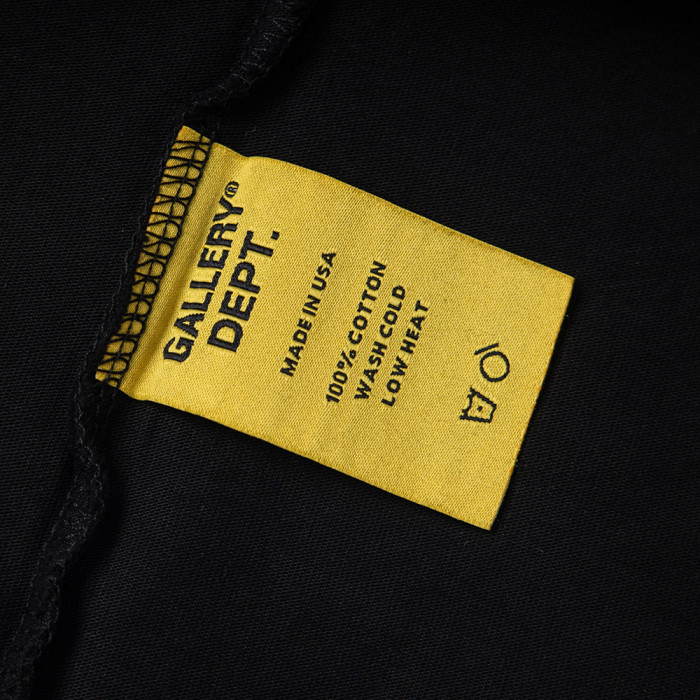 GALLERY®
DEPT.
MADE IN USA
100% COTTON
WASH COLD
LOW HEAT